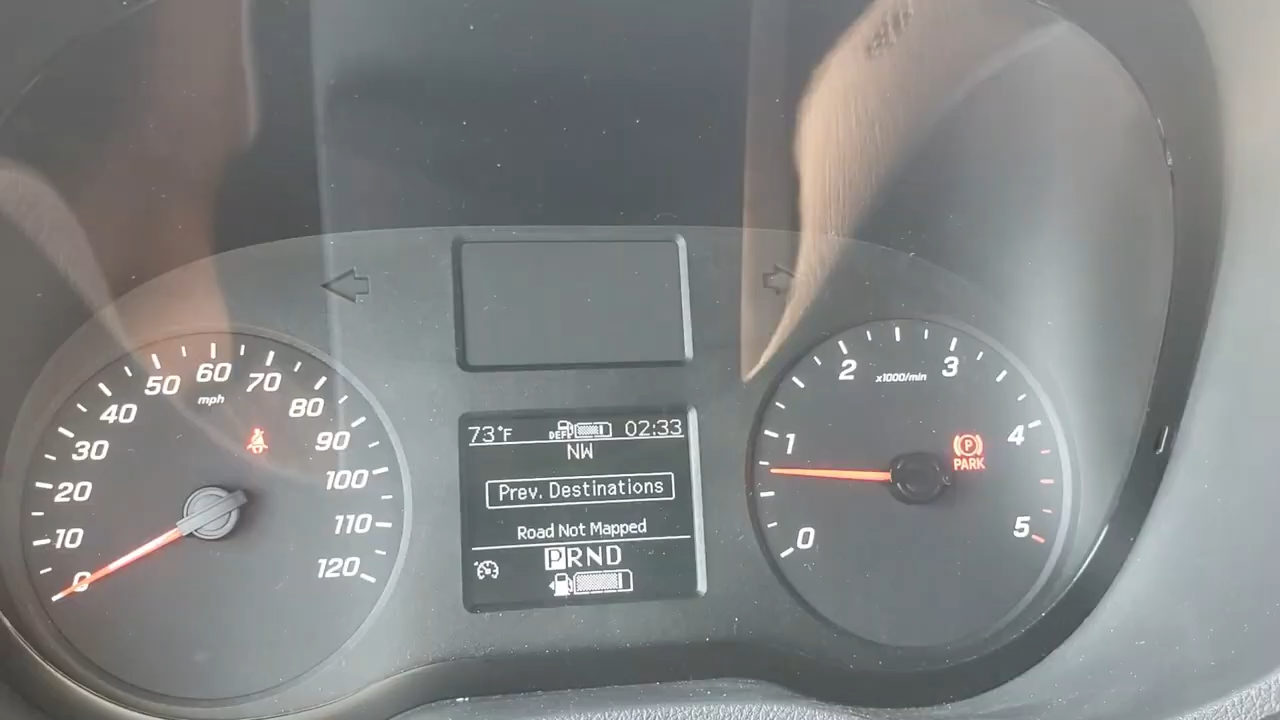 0
10
20
30
40
50
60
70
80
90
100
110
120
mph
73°F DEF 02:33
NW
Prev. Destinations
Road Not Mapped
PRND
0
1
2
3
4
5
x1000/min
P
PARK